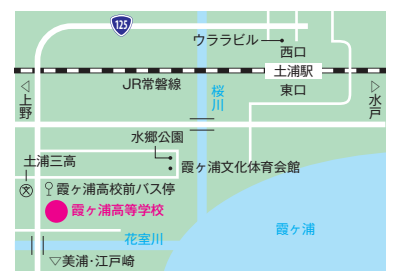 125
ウララビル
西口
土浦駅
東口
JR常磐線
◁上野
▷水戸
桜川
水郷公園
土浦三高
霞ヶ浦文化体育会館
文
霞ヶ浦高校前バス停
霞ヶ浦高等学校
花室川
霞ヶ浦
▽美浦・江戸崎